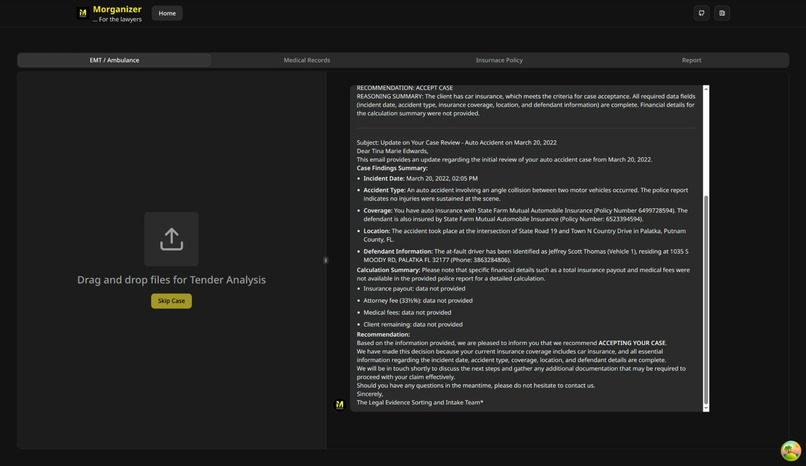 Morganizer
... For the lawyers
Home
EMT / Ambulance
Medical Records
Insurnace Policy
Report
Drag and drop files for Tender Analysis
Skip Case
RECOMMENDATION: ACCEPT CASE
REASONING SUMMARY: The client has car insurance, which meets the criteria for case acceptance. All required data fields
(incident date, accident type, insurance coverage, location, and defendant information) are complete. Financial details for
the calculation summary were not provided.
Subject: Update on Your Case Review - Auto Accident on March 20, 2022
Dear Tina Marie Edwards,
This email provides an update regarding the initial review of your auto accident case from March 20, 2022.
Case Findings Summary:
• Incident Date: March 20, 2022, 02:05 PM
• Accident Type: An auto accident involving an angle collision between two motor vehicles occurred. The police report
indicates no injuries were sustained at the scene.
• Coverage: You have auto insurance with State Farm Mutual Automobile Insurance (Policy Number 6499728594). The
defendant is also insured by State Farm Mutual Automobile Insurance (Policy Number: 6523394594).
• Location: The accident took place at the intersection of State Road 19 and Town N Country Drive in Palatka, Putnam
County, FL.
• Defendant Information: The at-fault driver has been identified as Jeffrey Scott Thomas (Vehicle 1), residing at 1035 S
MOODY RD, PALATKA FL 32177 (Phone: 3863284806).
Calculation Summary: Please note that specific financial details such as a total insurance payout and medical fees were
not available in the provided police report for a detailed calculation.
• Insurance payout: data not provided
• Attorney fee (33⅓%): data not provided
• Medical fees: data not provided
• Client remaining: data not provided
Recommendation:
Based on the information provided, we are pleased to inform you that we recommend ACCEPTING YOUR CASE.
We have made this decision because your current insurance coverage includes car insurance, and all essential
information regarding the incident date, accident type, coverage, location, and defendant details are complete.
We will be in touch shortly to discuss the next steps and gather any additional documentation that may be required to
proceed with your claim effectively.
Should you have any questions in the meantime, please do not hesitate to contact us.
Sincerely,
The Legal Evidence Sorting and Intake Team*